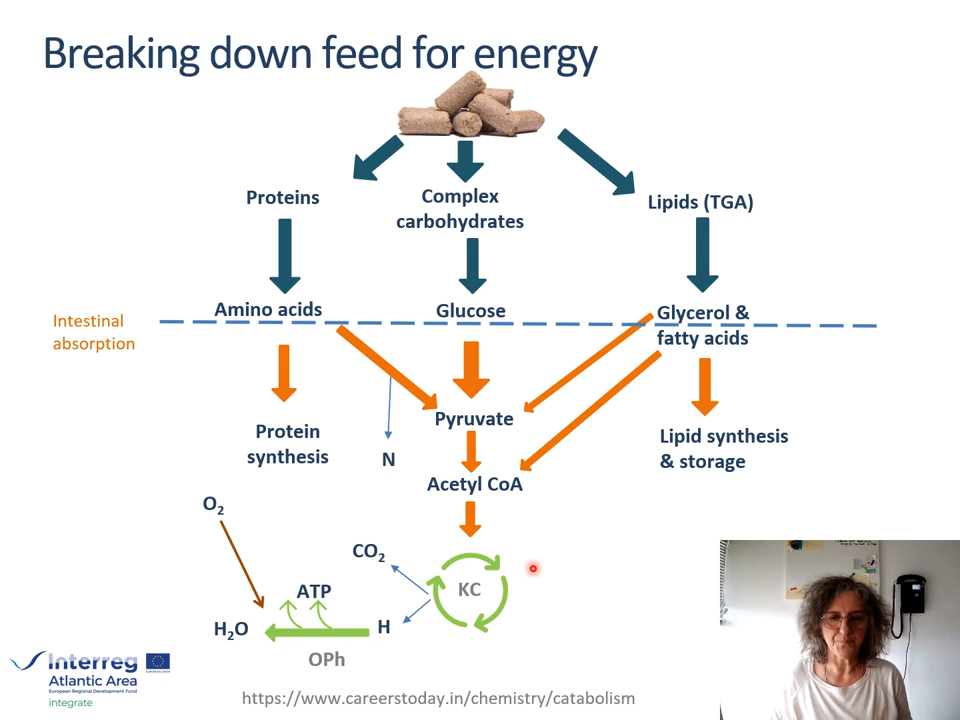 Breaking down feed for energy
Proteins
Complex
carbohydrates
Lipids (TGA)
Amino acids
Glucose
Glycerol &
fatty acids
Intestinal
absorption
Pyruvate
Protein
synthesis
N
Lipid synthesis
& storage
Acetyl CoA
O2
CO2
ATP
KC
H2O
H
OPh
Interreg
Atlantic Area
European Regional Development Fund
EUROPEAN UNION
integrate
https://www.careerstoday.in/chemistry/catabolism